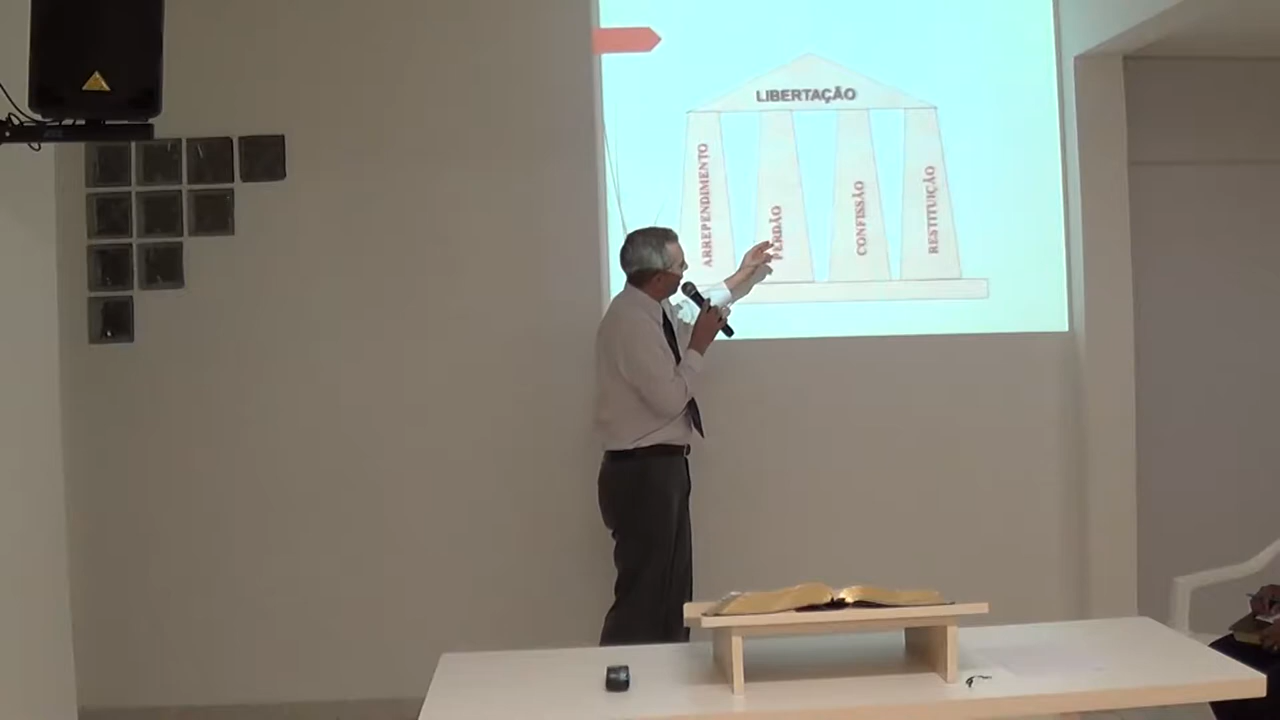 LIBERTAÇÃO
ARREPENDIMENTO
PERDÃO
CONFISSÃO
RESTITUIÇÃO